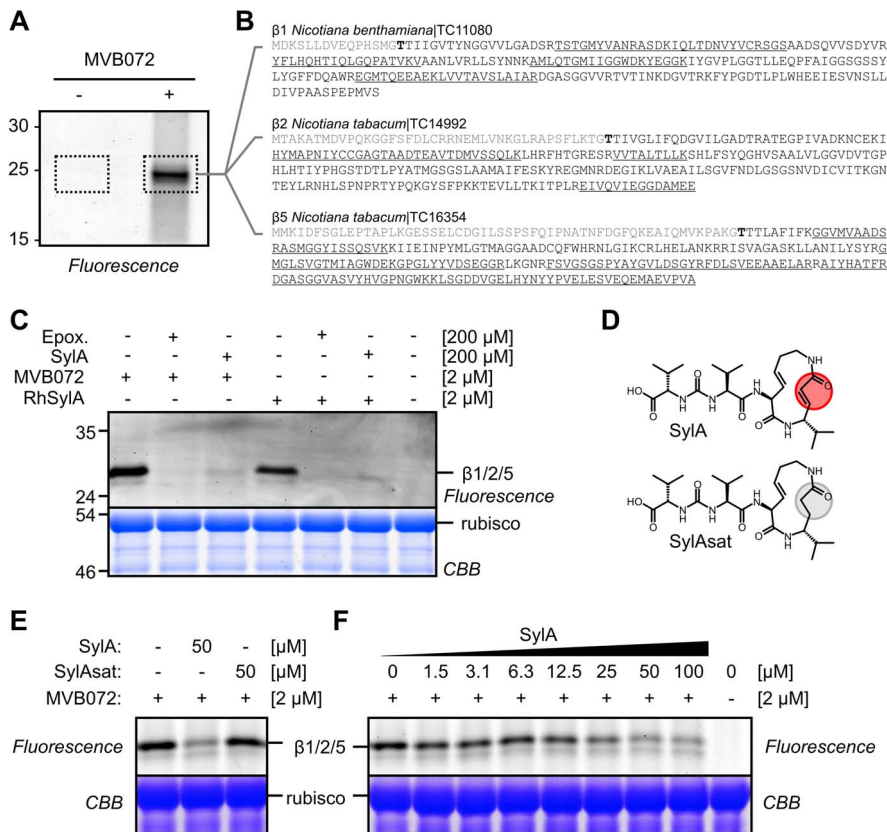 A
MVB072
- +
30
25
15
Fluorescence
B
β1 Nicotiana benthamiana|TC11080
MDKSLLDVEQPHSMGTTIIGVTYNGGVVLGADSRTSTGMYVANRASDKIQLTDNVYVCRSGSAADSQVVSDYVR
YFLHQHTIQLGQPATVKVAANLVRLLSYNNKAMLQTGMIIGGWDKYEGGKIYGVPLGGTLLEQPFAIGGSGSSY
LYGFFDQAWREGMTQEEAEKLVVTAVSLAIARDGASGGVVRTVTINKDGVTRKFYPGDTLPLWHEEIESVNSLL
DIVPAASPEPMVS
β2 Nicotiana tabacum|TC14992
MTAKATMDVPQKGGFSFDLCRRNEMLVNKGLRAPSFLKTGTTIVGLIFQDGVILGADTRATEGPIVADKNCEKI
HYMAPNIYCCGAGTAADTEAVTDMVSSQLKLHRFHTGRESRVVTALTLLKSHLFSYQGHVSAALVLGGVDVTGP
HLHTIYPHGSTDTLPYATMGSGSLAAMAIFESKYREGMNRDEGIKLVAEAILSGVFNDLGSGSNVDICVITKGN
TEYLRNHLSPNPRTYPQKGYSFPKKTEVLLTKITPLREIVQVIEGGDAMEE
β5 Nicotiana tabacum|TC16354
MMKIDFSGLEPTAPLKGESSELCDGILSSPSFQIPNATNFDGFQKEAIQMVKPAKGTTTLAFIFKGGVMVAADS
RASMGGYISSQSVKKIIEINPYMLGTMAGGAADCQFWHRNLGIKCRLHELANKRRISVAGASKLLANILYSYRG
MGLSVGTMIAGWDEKGPGLYYVDSEGGRLKGNRFSVGSGSPYAYGVLDSGYRFDLSVEEAAELARRAIYHATFR
DGASGGVASVYHVGPNGWKKLSGDDVGELHYNYYPVELESVEQEMAEVPVA
C
Epox. - + - - + - - [200 µM]
SylA - - + - - + - [200 µM]
MVB072 + + + - - - - [2 µM]
RhSylA - - - + + + - [2 µM]
35
24
β1/2/5
Fluorescence
54
46
rubisco
CBB
D
HO O N H O N H O N H O N H NH O
SylA
HO O N H O N H O N H O N H NH O
SylAsat
E
SylA: - 50 - [µM]
SylAsat: - - 50 [µM]
MVB072: + + + [2 µM]
Fluorescence
β1/2/5
CBB
rubisco
F
SylA
0 1.5 3.1 6.3 12.5 25 50 100 0 [µM]
+ + + + + + + + - [2 µM]
Fluorescence
CBB